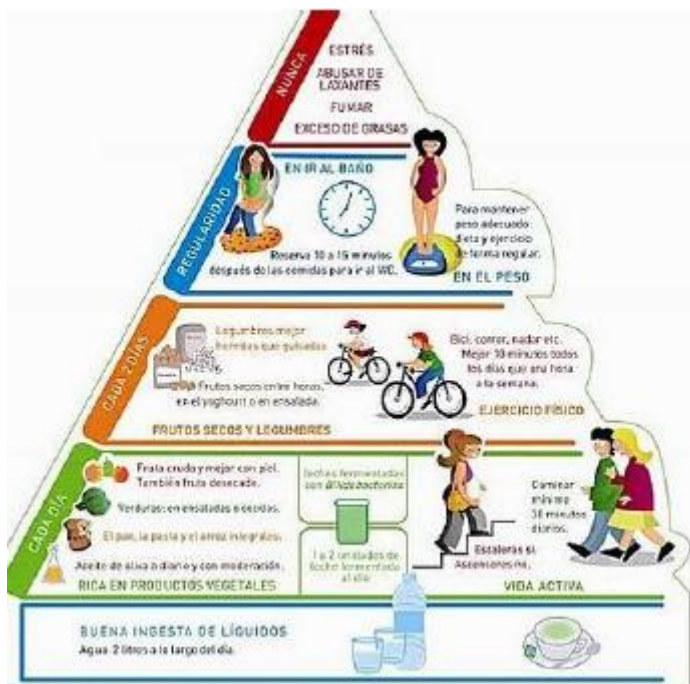 NUNCA
ESTRÉS
ABUSAR DE
LAXANTES
FUMAR
EXCESO DE GRASAS
REGULARIDAD
EN IR AL BAÑO
Reserva 10 a 15 minutos
después de las comidas para ir al WC.
Para mantener
peso adecuado:
dieta y ejercicio
de forma regular.
EN EL PESO
CADA 2 DÍAS
Legumbres mejor
hervidas que guisadas
Frutos secos entre horas,
en el yoghourt o en ensalada.
FRUTOS SECOS Y LEGUMBRES
Bici, correr, nadar etc.
Mejor 10 minutos todos
los días que una hora
a la semana.
EJERCICIO FÍSICO
CADA DÍA
Fruta cruda y mejor con piel.
También fruta desecada.
Verduras: en ensaladas o cocidas.
El pan, la pasta y el arroz integrales.
Aceite de oliva a diario y con moderación.
RICA EN PRODUCTOS VEGETALES
leches fermentadas
con Bifidobacterias
1 a 2 unidades de
leche fermentada
al día
Caminar
mínimo
30 minutos
diarios.
Escaleras sí.
Ascensores no.
VIDA ACTIVA
BUENA INGESTA DE LÍQUIDOS
Agua 2 litros a lo largo del día